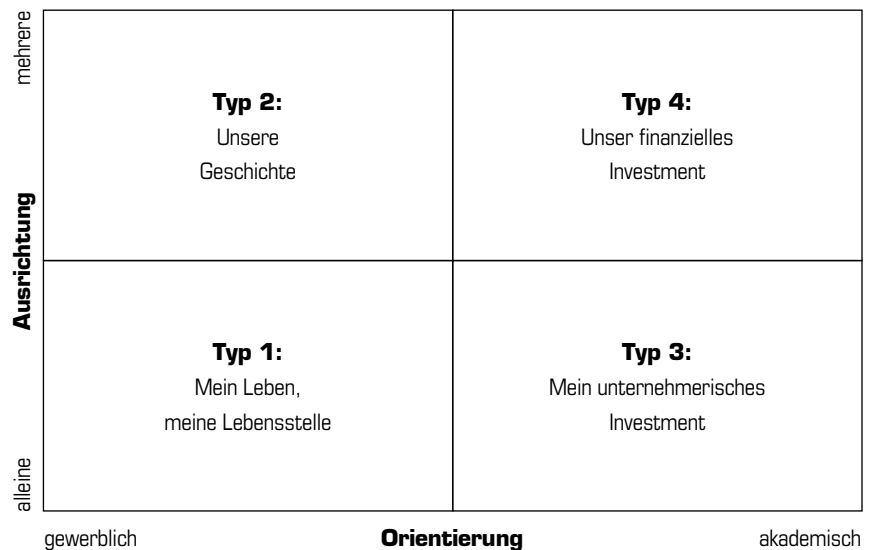 mehrere
Typ 2:
Unsere
Geschichte
Typ 4:
Unser finanzielles
Investment
Ausrichtung
Typ 1:
Mein Leben,
meine Lebensstelle
Typ 3:
Mein unternehmerisches
Investment
alleine
gewerblich
Orientierung
akademisch